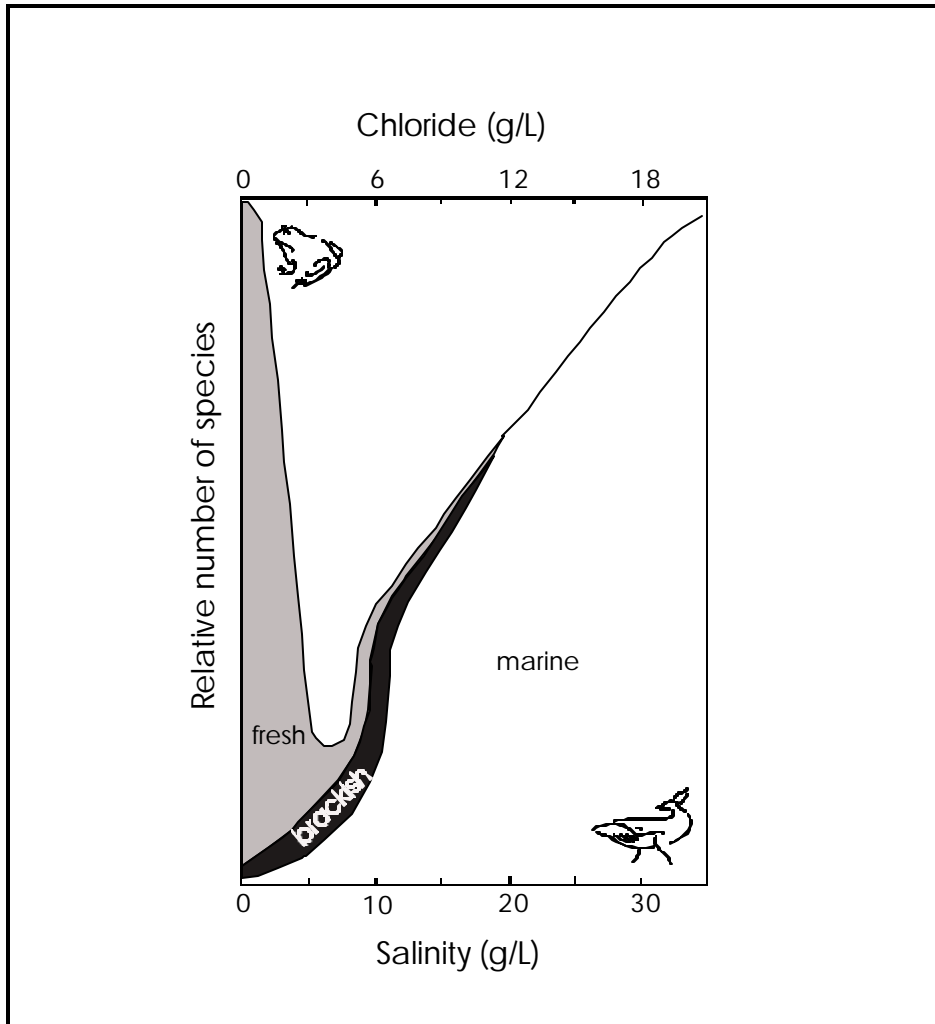 Chloride (g/L)
0 6 12 18
Relative number of species
marine
fresh
brackish
0 10 20 30
Salinity (g/L)